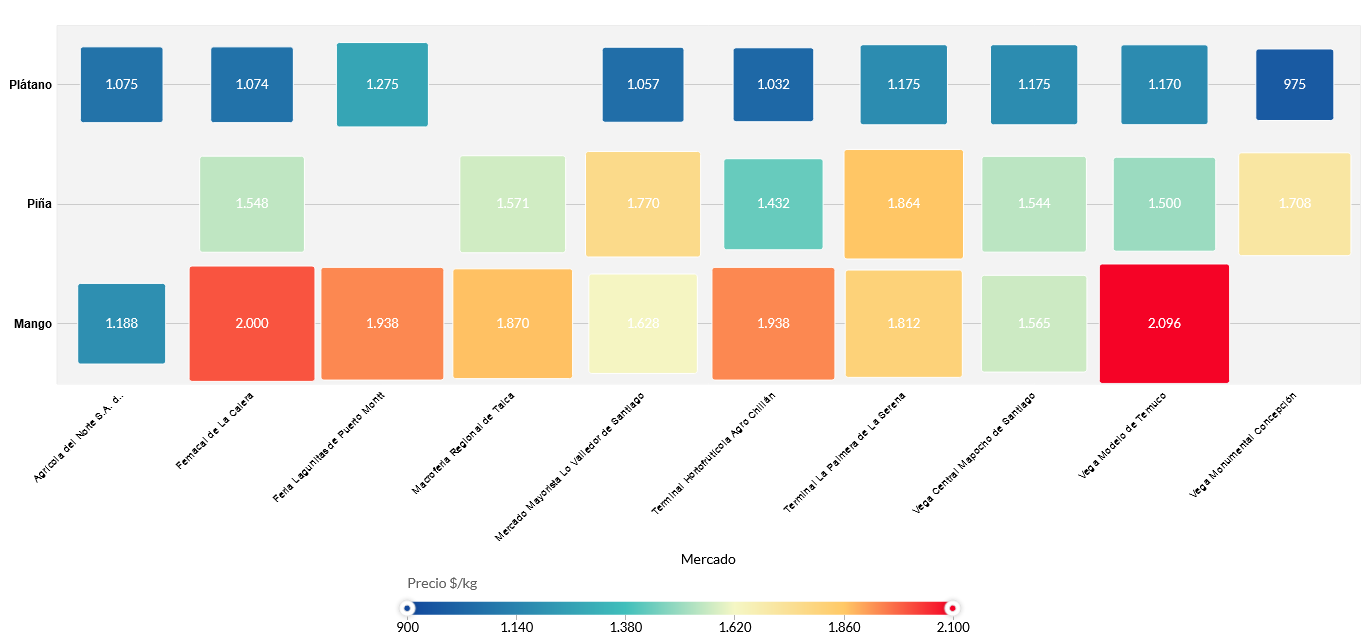 Plátano
1.075
1.074
1.275
1.057
1.032
1.175
1.175
1.170
975
Piña
1.548
1.571
1.770
1.432
1.864
1.544
1.500
1.708
Mango
1.188
2.000
1.938
1.870
1.628
1.938
1.812
1.565
2.096
Agrícola del Norte S.A. d..
Femacal de La Calera
Feria Lagunitas de Puerto Montt
Macroferia Regional de Talca
Mercado Mayorista Lo Valledor de Santiago
Terminal Hortofrutícola Agro Chillán
Terminal La Palmera de La Serena
Vega Central Mapocho de Santiago
Vega Modelo de Temuco
Vega Monumental Concepción
Mercado
Precio $/kg
900
1.140
1.380
1.620
1.860
2.100